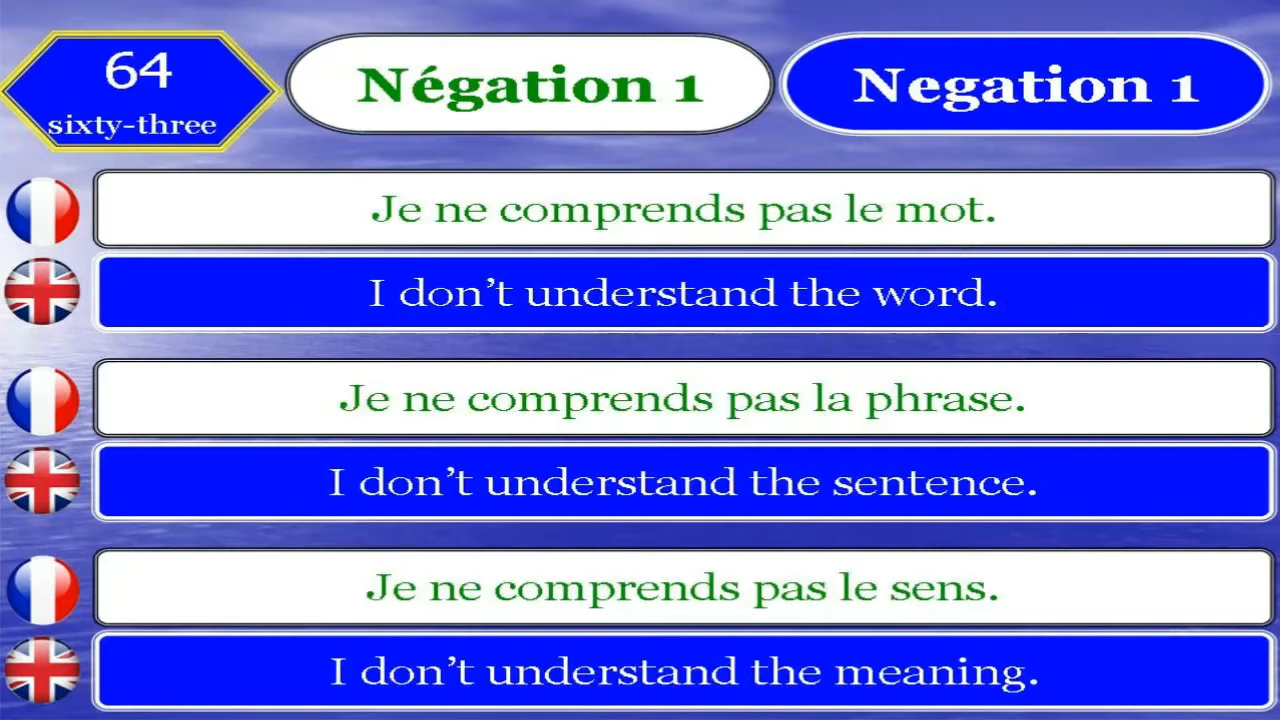 64
sixty-three
Négation 1
Negation 1
Je ne comprends pas le mot.
I don’t understand the word.
Je ne comprends pas la phrase.
I don’t understand the sentence.
Je ne comprends pas le sens.
I don’t understand the meaning.